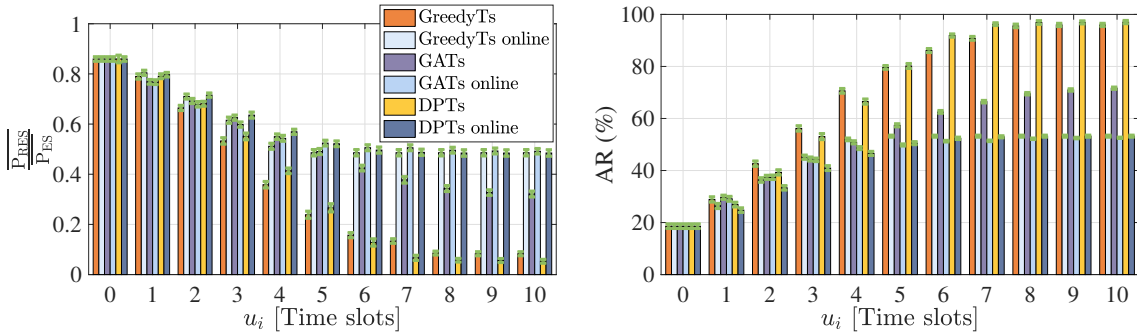 1
0.8
0.6
0.4
0.2
0
P_RES
P_ES
0 1 2 3 4 5 6 7 8 9 10
u_i [Time slots]
GreedyTs
GreedyTs online
GATs
GATs online
DPTs
DPTs online
100
80
60
40
20
0
AR (%)
0 1 2 3 4 5 6 7 8 9 10
u_i [Time slots]